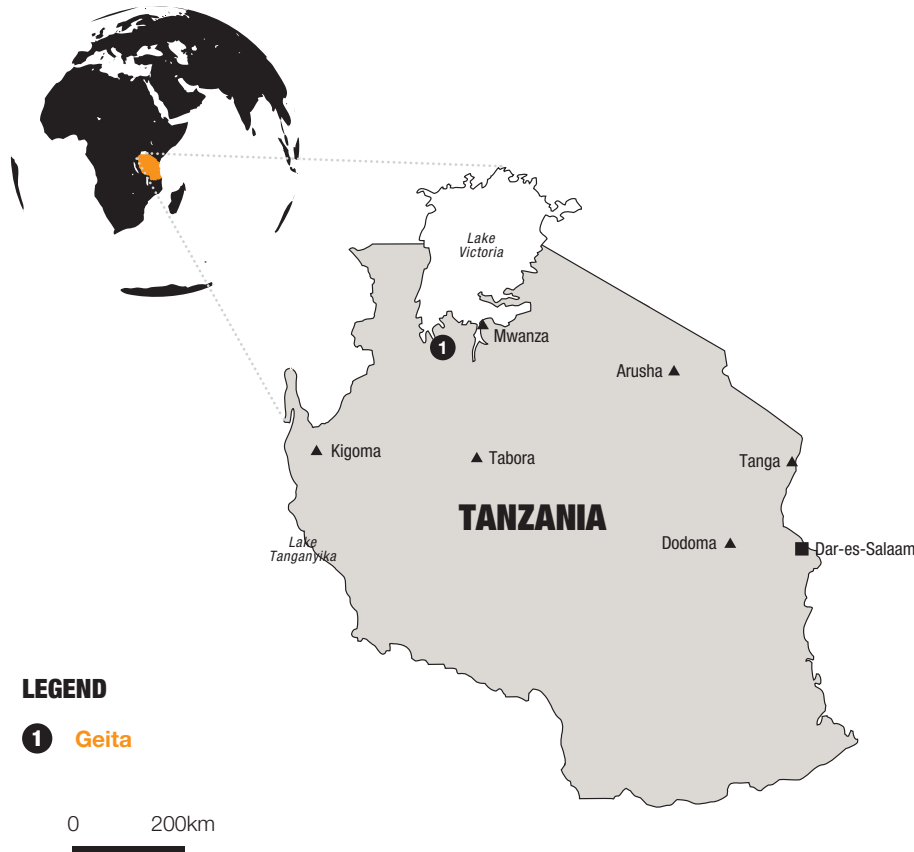 Lake
Victoria
1
Mwanza
Arusha
Kigoma
Tabora
Tanga
TANZANIA
Lake
Tanganyika
Dodoma
Dar-es-Salaam
LEGEND
1 Geita
0 200km